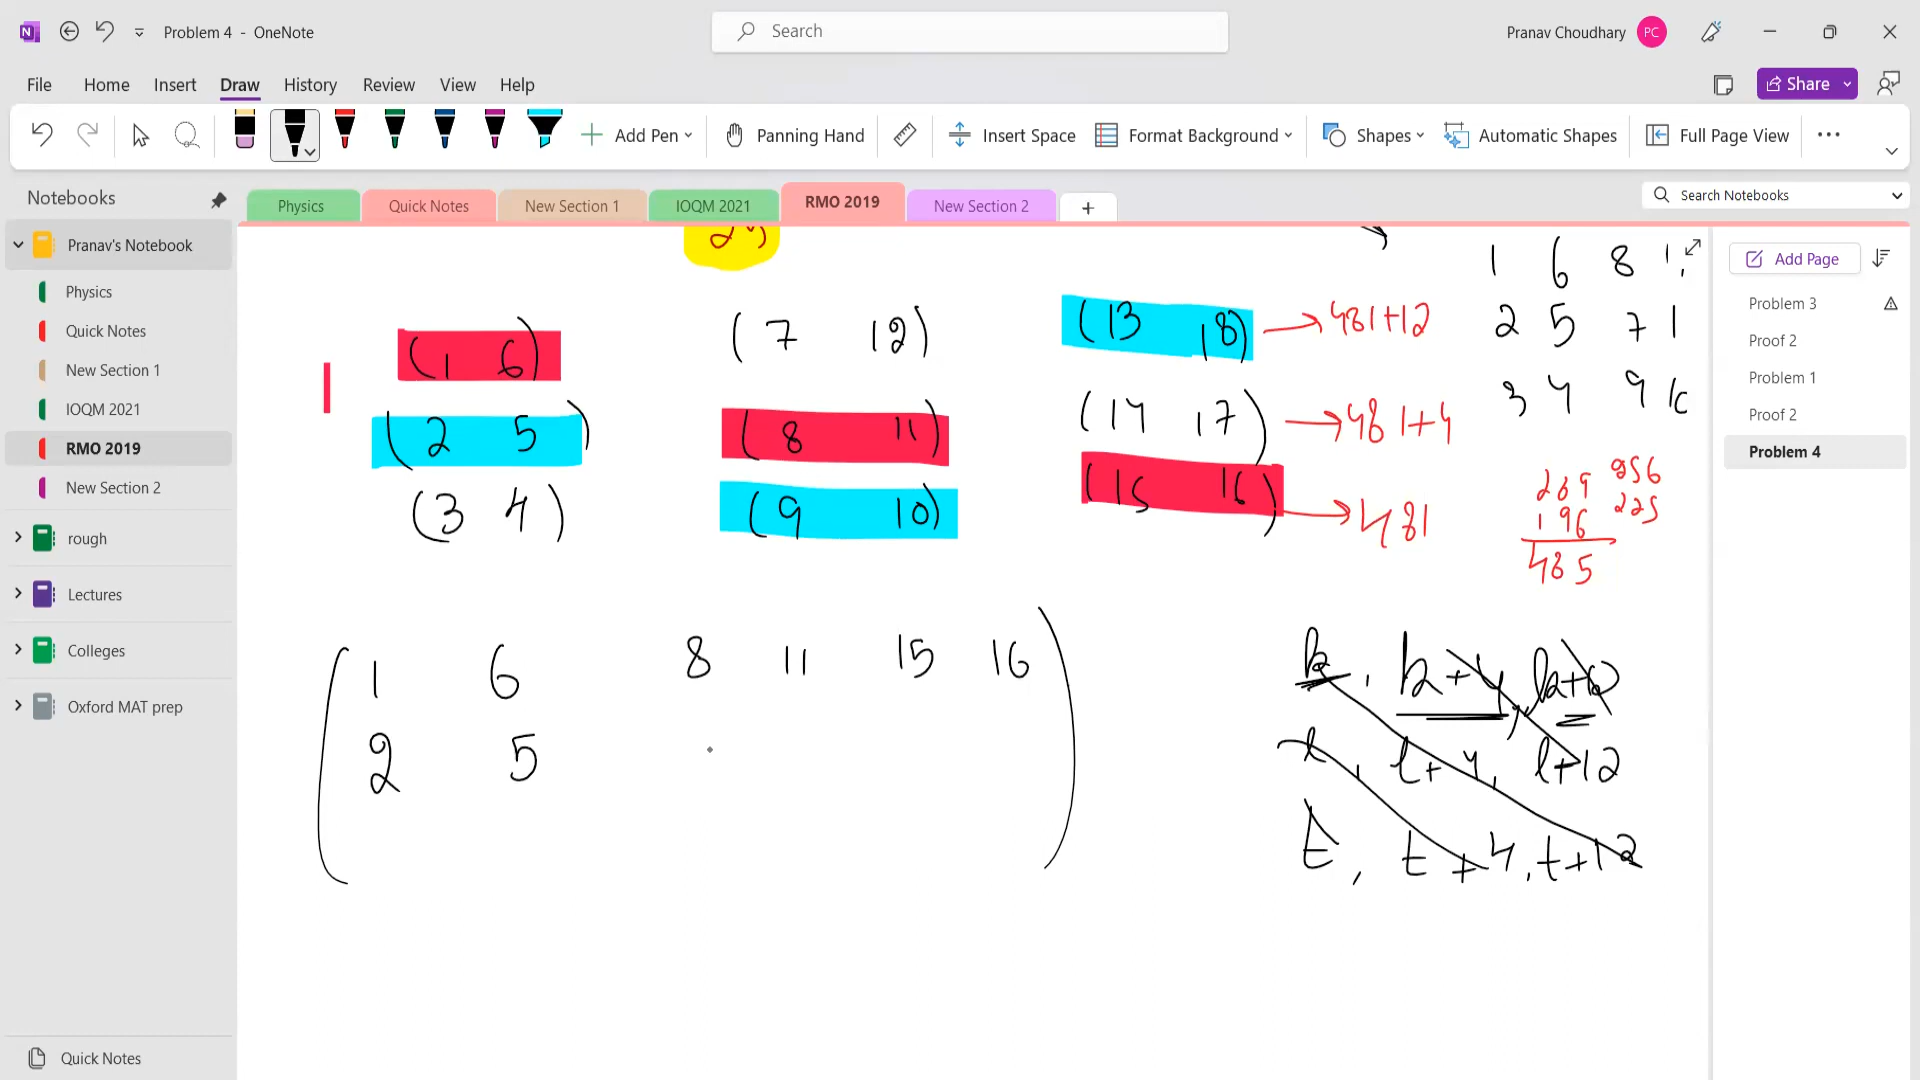 Problem 4 - OneNote
Search
Pranav Choudhary PC
File Home Insert Draw History Review View Help
Share
Add Pen
Panning Hand
Insert Space
Format Background
Shapes
Automatic Shapes
Full Page View
Notebooks
Physics
Quick Notes
New Section 1
IOQM 2021
RMO 2019
New Section 2
+
Search Notebooks
Pranav's Notebook
Physics
Quick Notes
New Section 1
IOQM 2021
RMO 2019
New Section 2
rough
Lectures
Colleges
Oxford MAT prep
Quick Notes
Add Page
Problem 3
Proof 2
Problem 1
Proof 2
Problem 4
1 6 8
2 5 7 1
3 4 9
(1 6) (7 12) (13 18) → 481+12
(2 5) (8 11) (14 17) → 481+4
(3 4) (9 10) (15 16) → 481
269 256
196 225
485
1 6 8 11 15 16
2 5
k, k+4, k+12
l, l+4, l+12
t, t+4, t+12